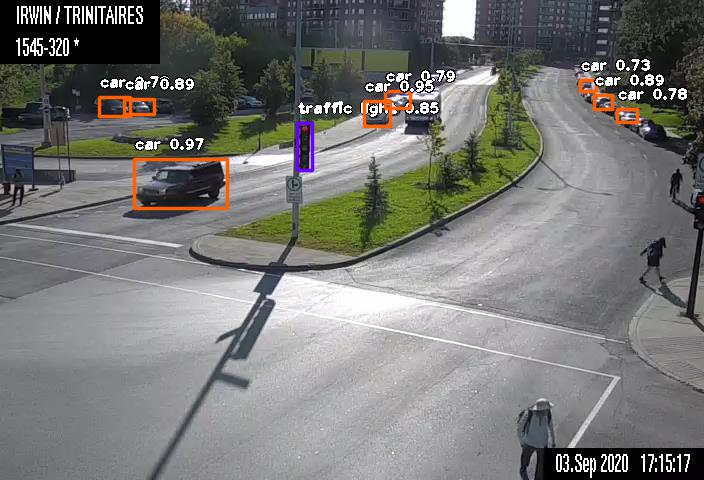 IRWIN / TRINITAIRES
1545-320 *
car 0.73
car 0.79
car 0.89
car 0.89
car 0.95
car 0.78
traffic light 0.85
car 0.97
03.Sep 2020 17:15:17